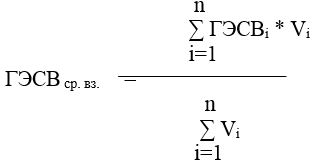 n
∑ ГЭСВi * Vi
i=1
ГЭСВ ср. вз. =
n
∑ Vi
i=1